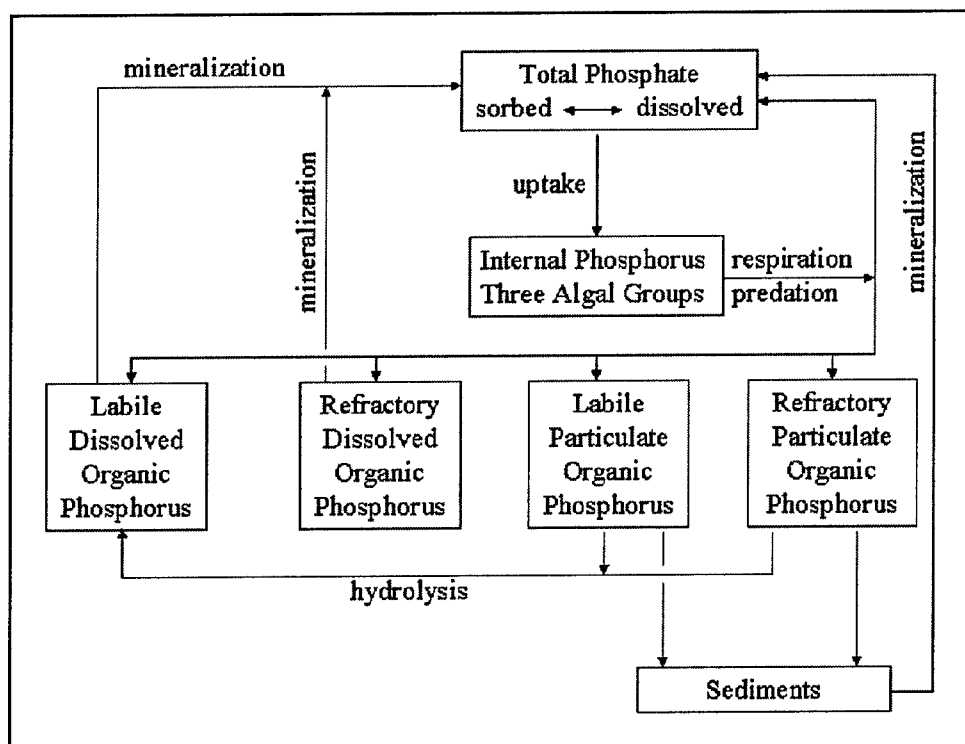 mineralization
Total Phosphate
sorbed ↔ dissolved
mineralization
mineralization
uptake
Internal Phosphorus
Three Algal Groups
respiration
predation
Labile
Dissolved
Organic
Phosphorus
Refractory
Dissolved
Organic
Phosphorus
Labile
Particulate
Organic
Phosphorus
Refractory
Particulate
Organic
Phosphorus
hydrolysis
Sediments